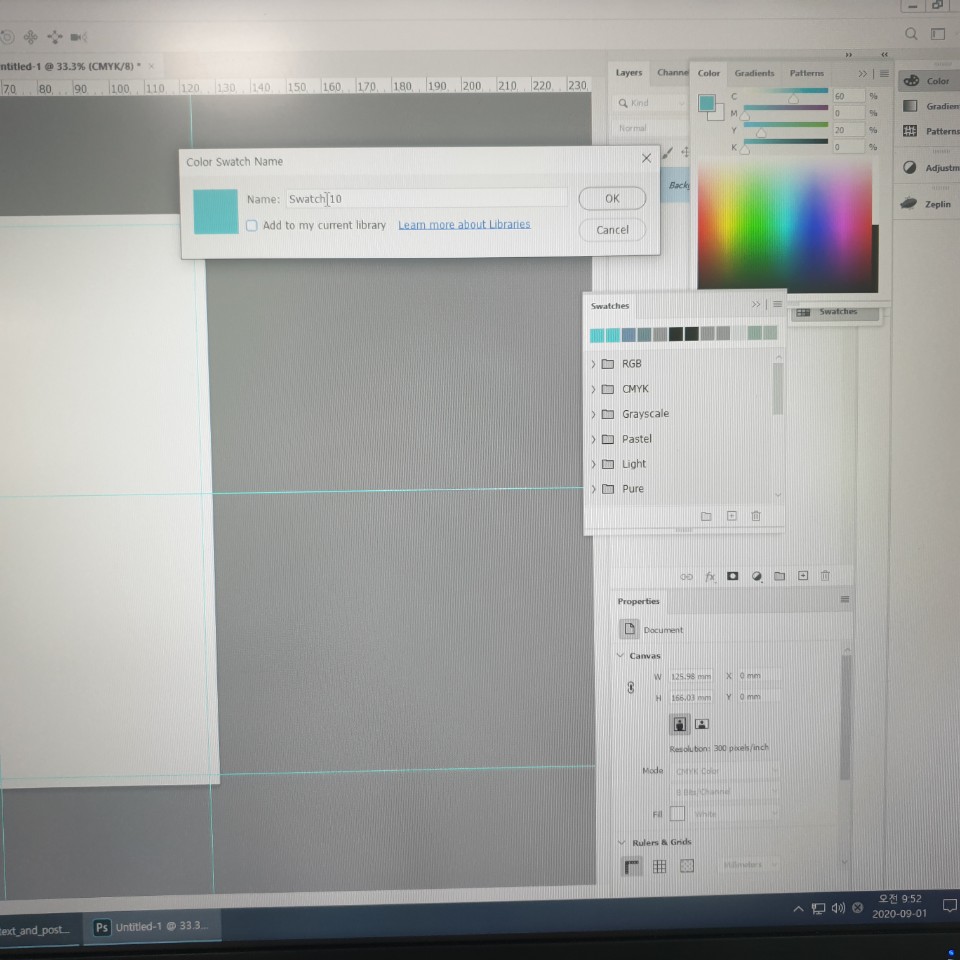 ntitled-1 @ 33.3% (CMYK/8) *
70 80 90 100 110 120 130 140 150 160 170 180 190 200 210 220 230
Color Swatch Name
Name: Swatch 10
OK
Add to my current library Learn more about Libraries
Cancel
Layers Channe
Kind
Normal
Back
Color Gradients Patterns
C 60 %
M 0 %
Y 20 %
K 0 %
Color
Gradien
Patterns
Adjustm
Zeplin
Swatches
Swatches
RGB
CMYK
Grayscale
Pastel
Light
Pure
fx
Properties
Document
Canvas
W 125.98 mm X 0 mm
H 166.03 mm Y 0 mm
Resolution: 300 pixels/inch
Mode CMYK Color
8 Bits/Channel
Fill White
Rulers & Grids
Millimeters
text_and_post...
Ps Untitled-1 @ 33.3...
오전 9:52
2020-09-01